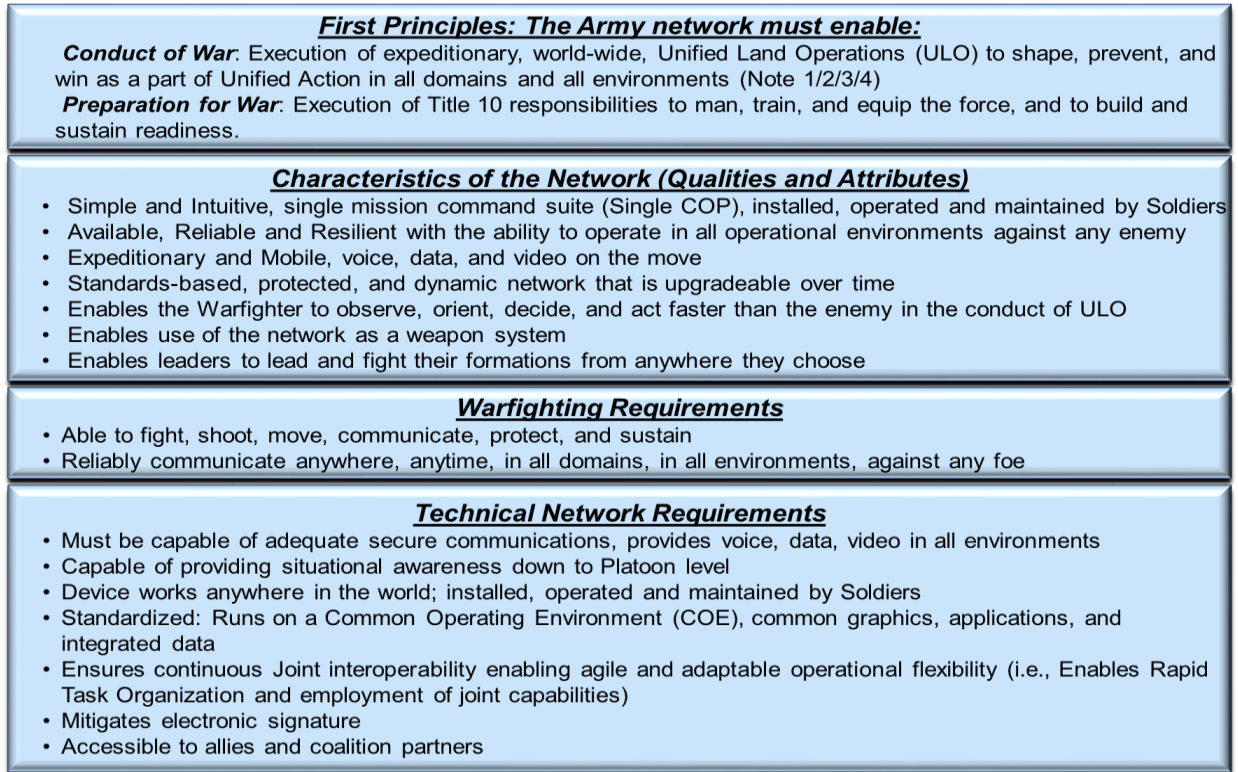 First Principles: The Army network must enable:
Conduct of War: Execution of expeditionary, world-wide, Unified Land Operations (ULO) to shape, prevent, and
win as a part of Unified Action in all domains and all environments (Note 1/2/3/4)
Preparation for War: Execution of Title 10 responsibilities to man, train, and equip the force, and to build and
sustain readiness.
Characteristics of the Network (Qualities and Attributes)
• Simple and Intuitive, single mission command suite (Single COP), installed, operated and maintained by Soldiers
• Available, Reliable and Resilient with the ability to operate in all operational environments against any enemy
• Expeditionary and Mobile, voice, data, and video on the move
• Standards-based, protected, and dynamic network that is upgradeable over time
• Enables the Warfighter to observe, orient, decide, and act faster than the enemy in the conduct of ULO
• Enables use of the network as a weapon system
• Enables leaders to lead and fight their formations from anywhere they choose
Warfighting Requirements
• Able to fight, shoot, move, communicate, protect, and sustain
• Reliably communicate anywhere, anytime, in all domains, in all environments, against any foe
Technical Network Requirements
• Must be capable of adequate secure communications, provides voice, data, video in all environments
• Capable of providing situational awareness down to Platoon level
• Device works anywhere in the world; installed, operated and maintained by Soldiers
• Standardized: Runs on a Common Operating Environment (COE), common graphics, applications, and
integrated data
• Ensures continuous Joint interoperability enabling agile and adaptable operational flexibility (i.e., Enables Rapid
Task Organization and employment of joint capabilities)
• Mitigates electronic signature
• Accessible to allies and coalition partners